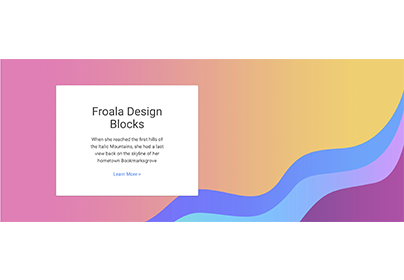 Froala Design
Blocks
When she reached the first hills of
the Italic Mountains, she had a last
view back on the skyline of her
hometown Bookmarksgrove
Learn More »